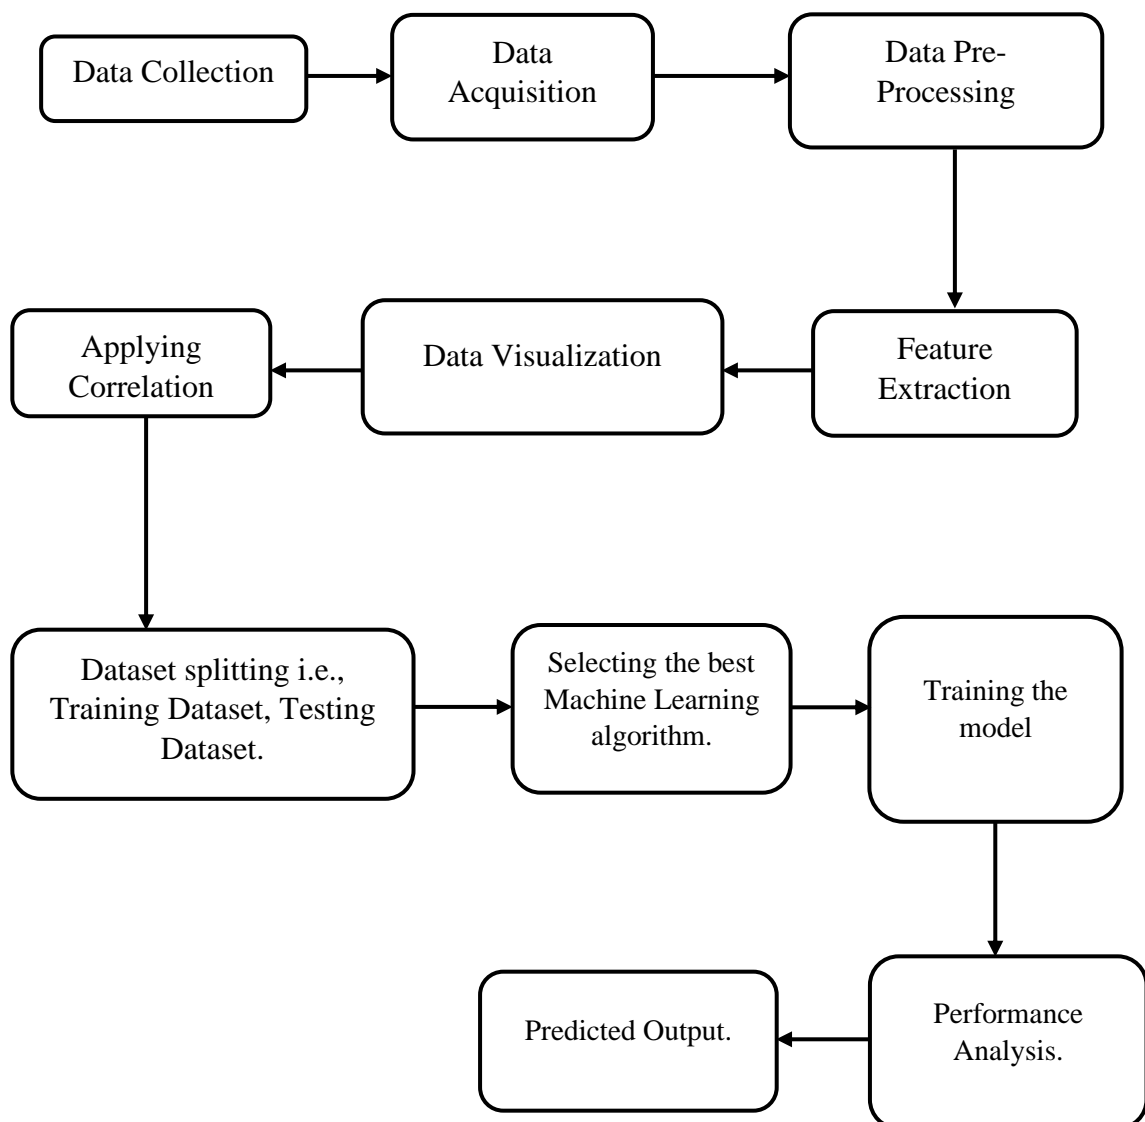 Data Collection
Data
Acquisition
Data Pre-
Processing
Feature
Extraction
Data Visualization
Applying
Correlation
Dataset splitting i.e.,
Training Dataset, Testing
Dataset.
Selecting the best
Machine Learning
algorithm.
Training the
model
Performance
Analysis.
Predicted Output.